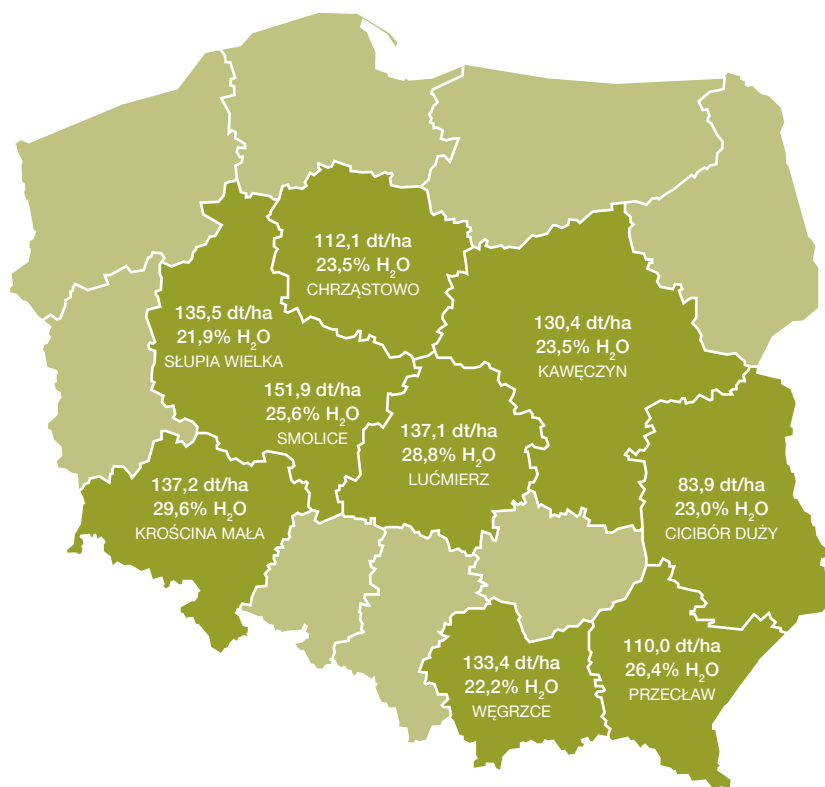 112,1 dt/ha
23,5% H₂O
CHRZĄSTOWO
135,5 dt/ha
21,9% H₂O
SŁUPIA WIELKA
130,4 dt/ha
23,5% H₂O
KAWĘCZYN
151,9 dt/ha
25,6% H₂O
SMOLICE
137,1 dt/ha
28,8% H₂O
LUĆMIERZ
137,2 dt/ha
29,6% H₂O
KROŚCINA MAŁA
83,9 dt/ha
23,0% H₂O
CICIBÓR DUŻY
133,4 dt/ha
22,2% H₂O
WĘGRZCE
110,0 dt/ha
26,4% H₂O
PRZECŁAW